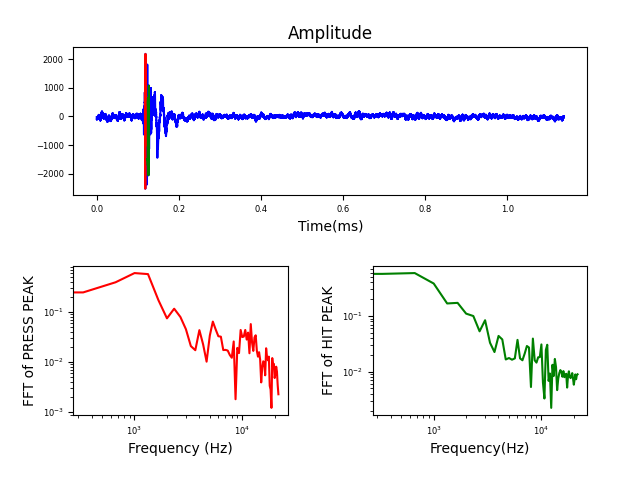 Amplitude
2000
1000
0
−1000
−2000
0.0 0.2 0.4 0.6 0.8 1.0
Time(ms)
FFT of PRESS PEAK
10⁻¹
10⁻²
10⁻³
10³ 10⁴
Frequency (Hz)
FFT of HIT PEAK
10⁻¹
10⁻²
10³ 10⁴
Frequency(Hz)